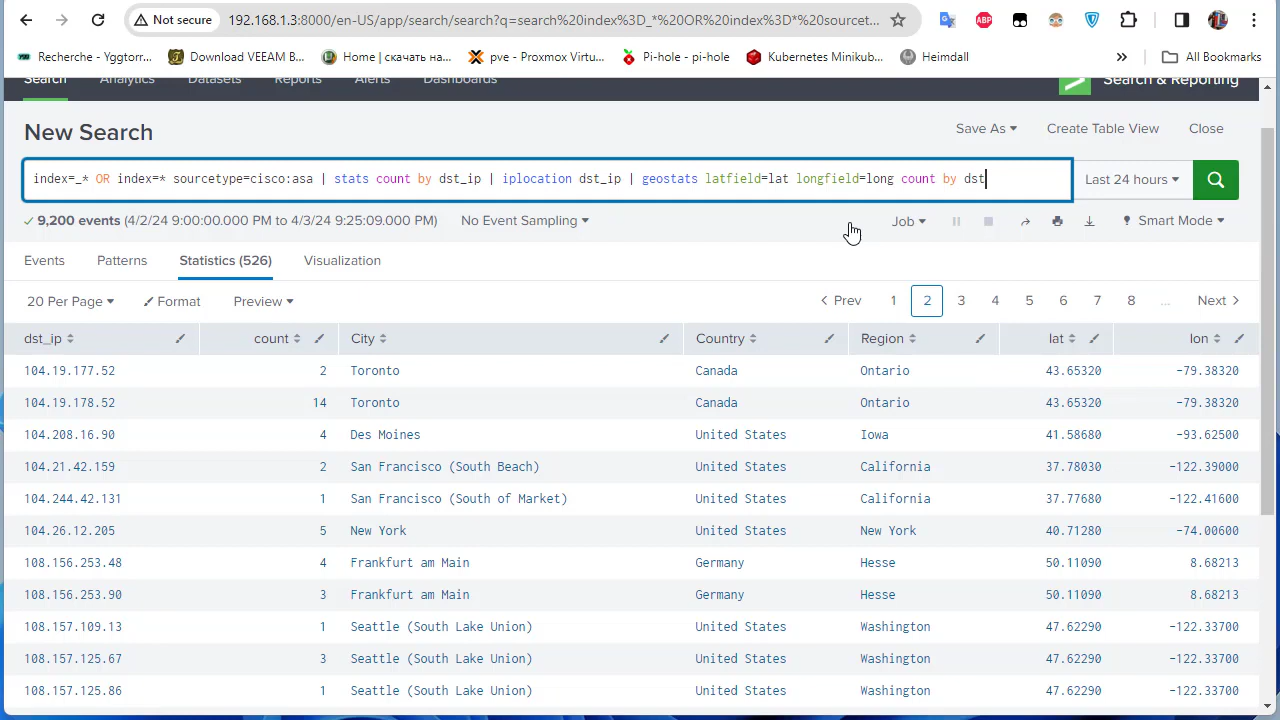 Not secure 192.168.1.3:8000/en-US/app/search/search?q=search%20index%3D_*%20OR%20index%3D*%20sourcet...
Recherche - Yggtorr... Download VEEAM B... Home | скачать на... pve - Proxmox Virtu... Pi-hole - pi-hole Kubernetes Minikub... Heimdall All Bookmarks
Search Analytics Datasets Reports Alerts Dashboards Search & Reporting
New Search
Save As Create Table View Close
index=_* OR index=* sourcetype=cisco:asa | stats count by dst_ip | iplocation dst_ip | geostats latfield=lat longfield=long count by dst
Last 24 hours
9,200 events (4/2/24 9:00:00.000 PM to 4/3/24 9:25:09.000 PM) No Event Sampling Job Smart Mode
Events Patterns Statistics (526) Visualization
20 Per Page Format Preview Prev 1 2 3 4 5 6 7 8 ... Next
dst_ip count City Country Region lat lon
104.19.177.52 2 Toronto Canada Ontario 43.65320 -79.38320
104.19.178.52 14 Toronto Canada Ontario 43.65320 -79.38320
104.208.16.90 4 Des Moines United States Iowa 41.58680 -93.62500
104.21.42.159 2 San Francisco (South Beach) United States California 37.78030 -122.39000
104.244.42.131 1 San Francisco (South of Market) United States California 37.77680 -122.41600
104.26.12.205 5 New York United States New York 40.71280 -74.00600
108.156.253.48 4 Frankfurt am Main Germany Hesse 50.11090 8.68213
108.156.253.90 3 Frankfurt am Main Germany Hesse 50.11090 8.68213
108.157.109.13 1 Seattle (South Lake Union) United States Washington 47.62290 -122.33700
108.157.125.67 3 Seattle (South Lake Union) United States Washington 47.62290 -122.33700
108.157.125.86 1 Seattle (South Lake Union) United States Washington 47.62290 -122.33700